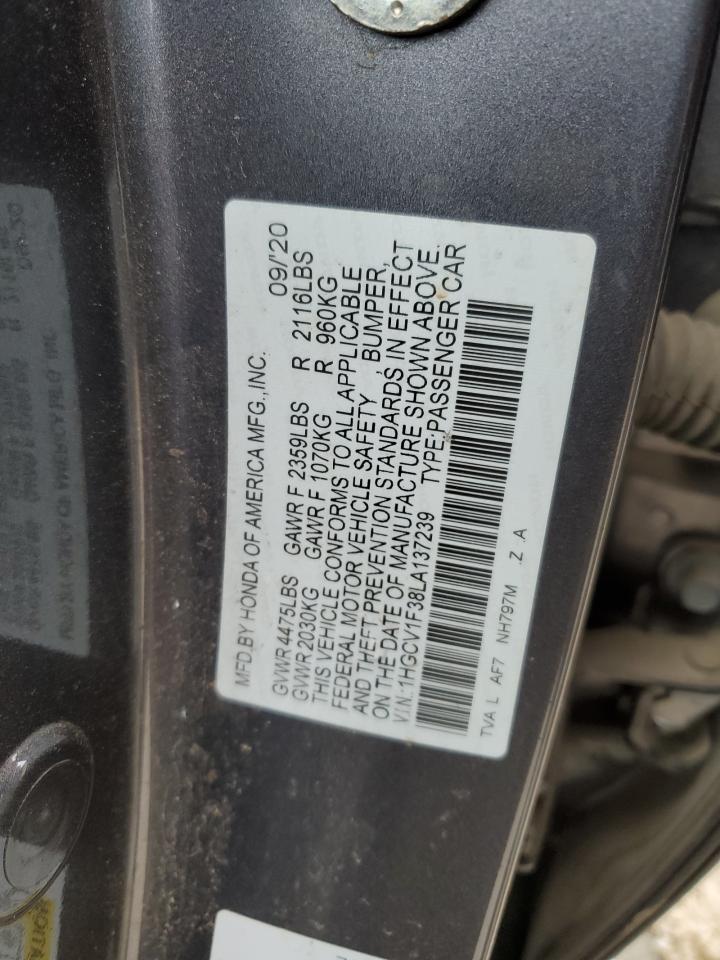 MFD.BY HONDA OF AMERICA MFG.,INC. 09/'20
GVWR 4475LBS GAWR F 2359LBS R 2116LBS
GVWR 2030KG GAWR F 1070KG R 960KG
THIS VEHICLE CONFORMS TO ALL APPLICABLE
FEDERAL MOTOR VEHICLE SAFETY , BUMPER,
AND THEFT PREVENTION STANDARDS IN EFFECT
ON THE DATE OF MANUFACTURE SHOWN ABOVE.
V.I.N.:1HGCV1F38LA137239 TYPE:PASSENGER CAR
TVA L AF7 NH797M .Z .A